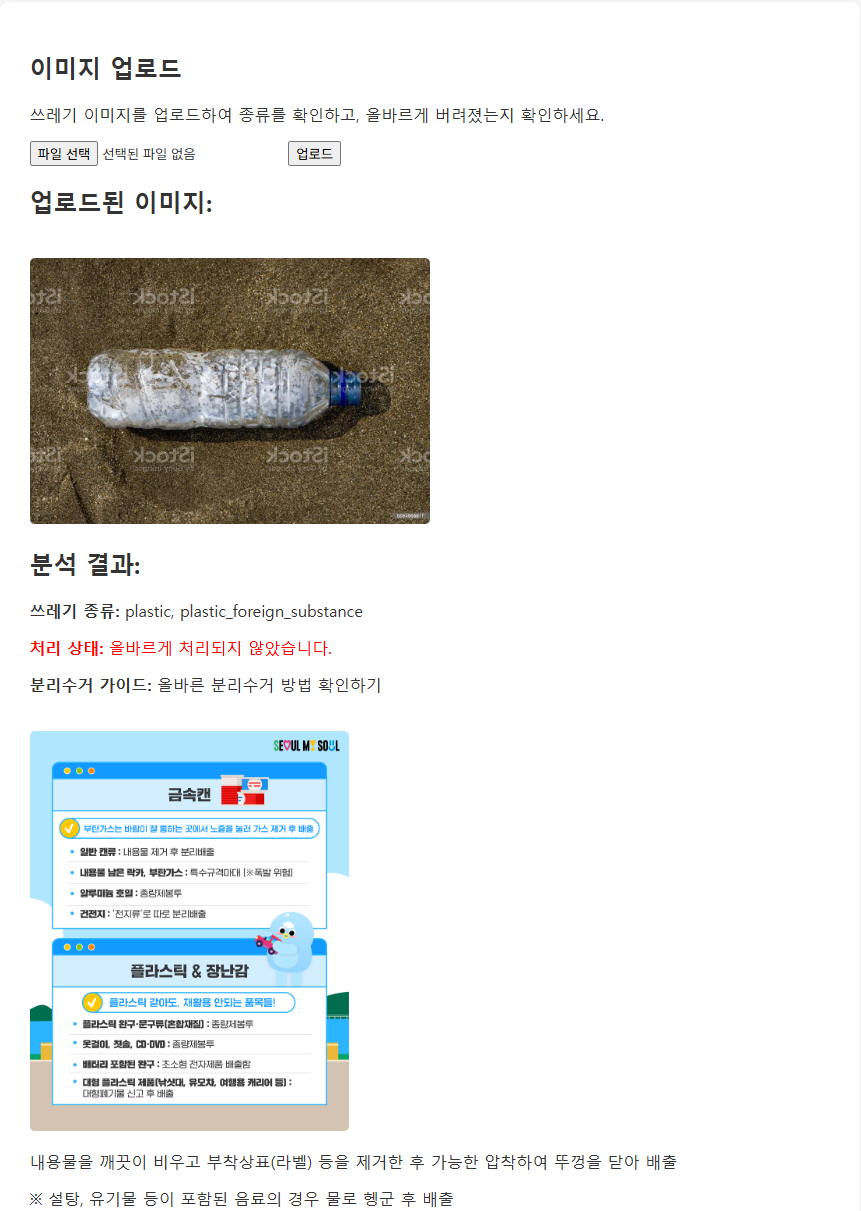 이미지 업로드
쓰레기 이미지를 업로드하여 종류를 확인하고, 올바르게 버려졌는지 확인하세요.
파일 선택 선택된 파일 없음 업로드
업로드된 이미지:
iStock
분석 결과:
쓰레기 종류: plastic, plastic_foreign_substance
처리 상태: 올바르게 처리되지 않았습니다.
분리수거 가이드: 올바른 분리수거 방법 확인하기
SEOUL MY SOUL
금속캔
부탄가스는 바람이 잘 통하는 곳에서 노즐을 눌러 가스 제거 후 배출
• 일반 캔류 : 내용물 제거 후 분리배출
• 내용물 남은 락카, 부탄가스 : 특수규격마대 (※폭발 위험)
• 알루미늄 호일 : 종량제봉투
• 건전지 : '전지류'로 따로 분리배출
플라스틱 & 장난감
플라스틱 같아도, 재활용 안되는 품목들!
• 플라스틱 완구·문구류(혼합재질) : 종량제봉투
• 옷걸이, 칫솔, CD·DVD : 종량제봉투
• 배터리 포함된 완구 : 초소형 전자제품 배출함
• 대형 플라스틱 제품(낚싯대, 유모차, 여행용 캐리어 등) :
대형폐기물 신고 후 배출
내용물을 깨끗이 비우고 부착상표(라벨) 등을 제거한 후 가능한 압착하여 뚜껑을 닫아 배출
※ 설탕, 유기물 등이 포함된 음료의 경우 물로 헹군 후 배출